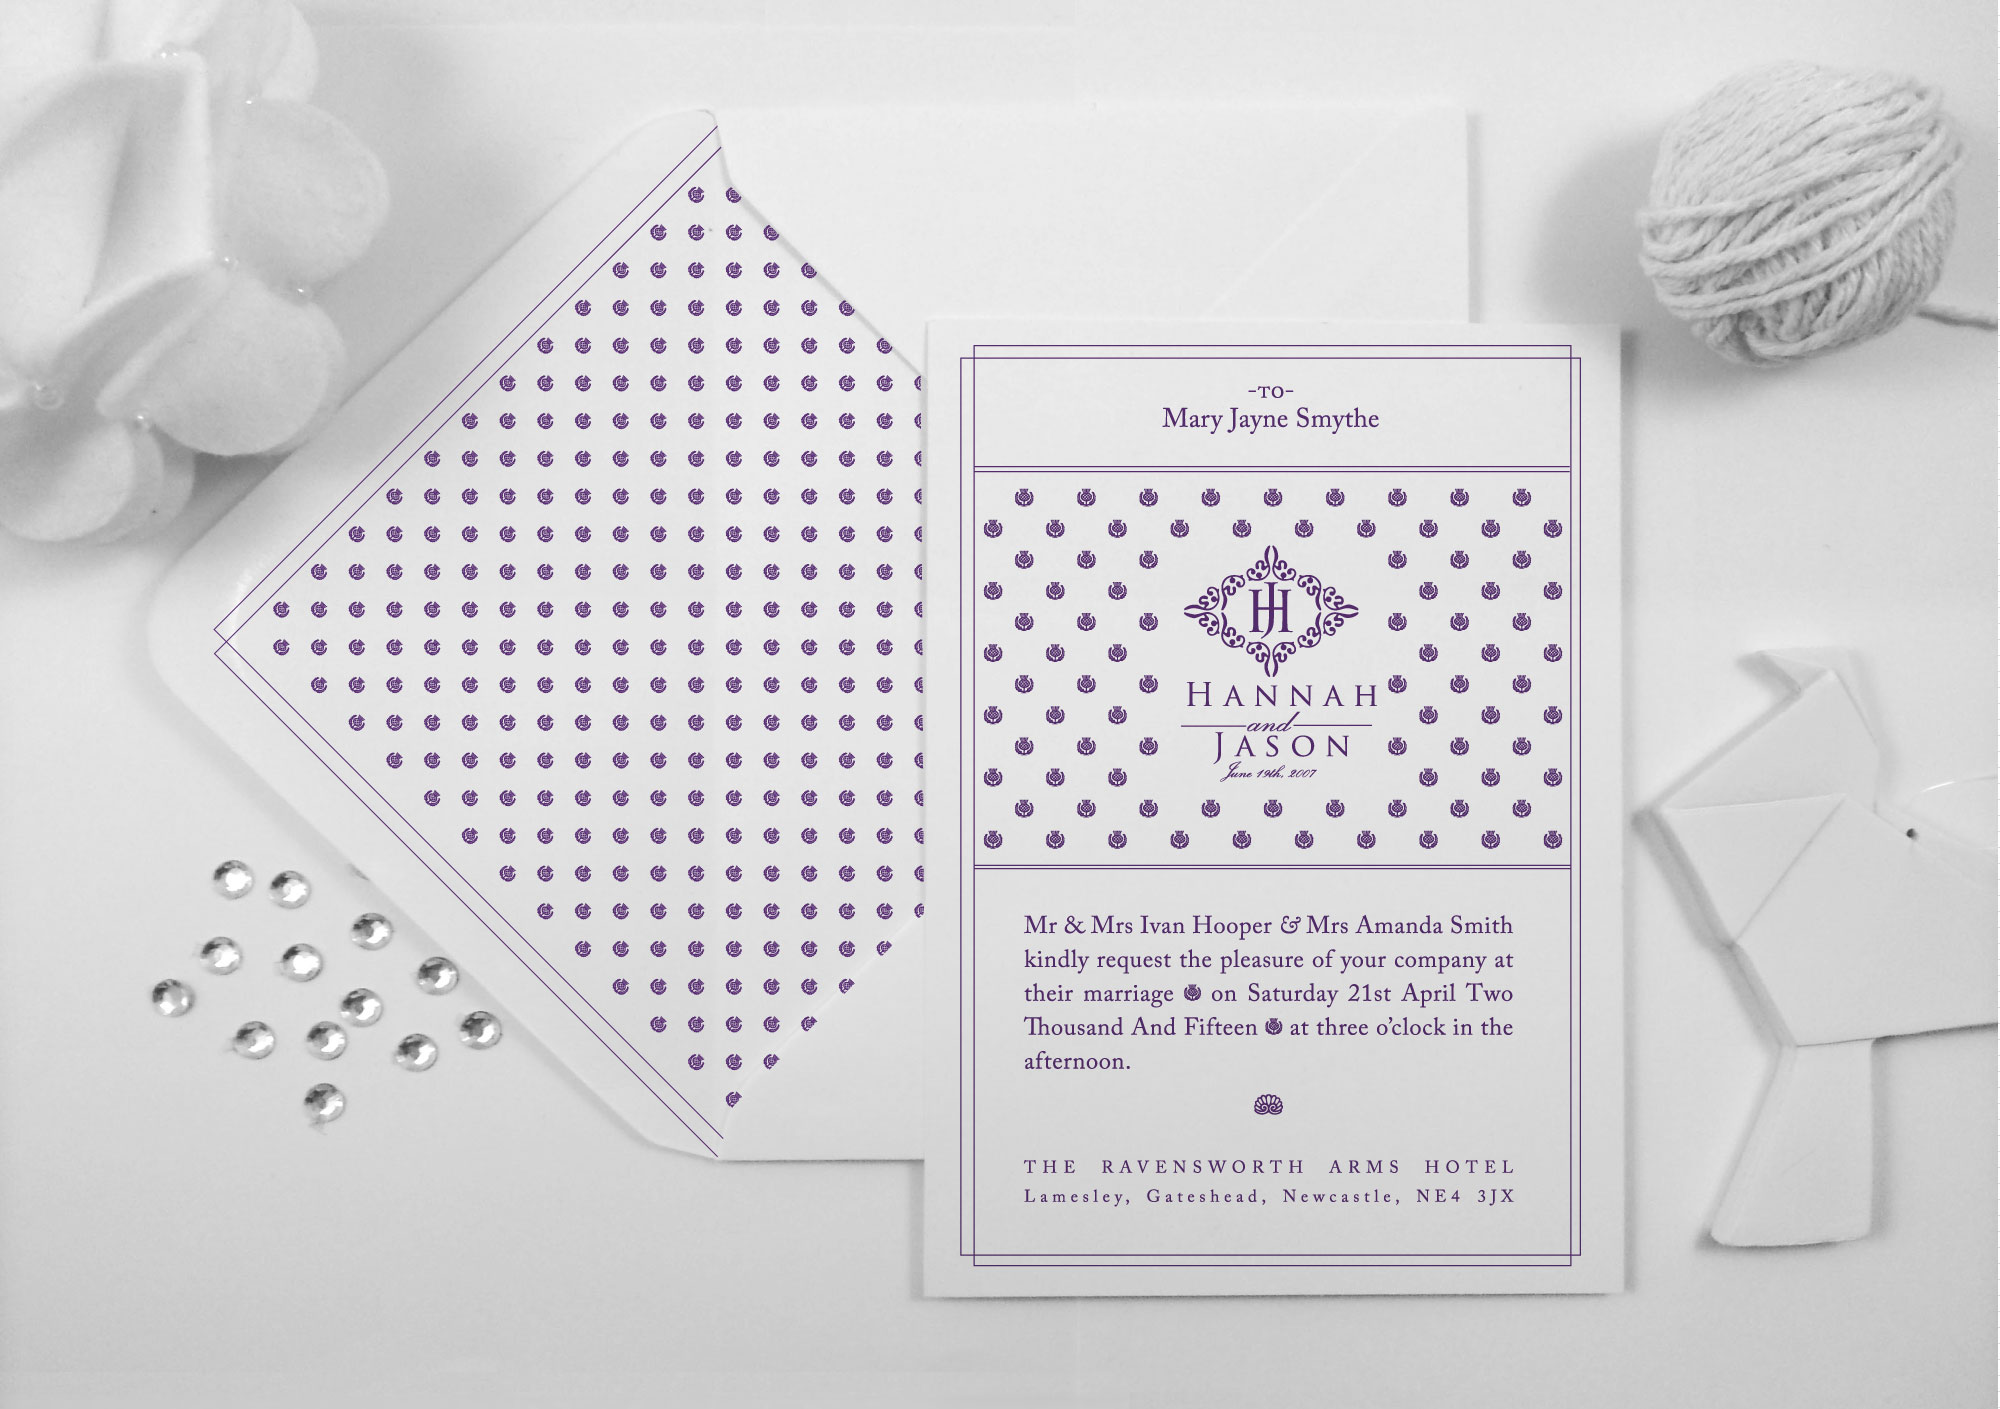 -TO-
Mary Jayne Smythe
HJ
HANNAH
and
JASON
June 19th, 2007
Mr & Mrs Ivan Hooper & Mrs Amanda Smith
kindly request the pleasure of your company at
their marriage on Saturday 21st April Two
Thousand And Fifteen at three o'clock in the
afternoon.
THE RAVENSWORTH ARMS HOTEL
Lamesley, Gateshead, Newcastle, NE4 3JX